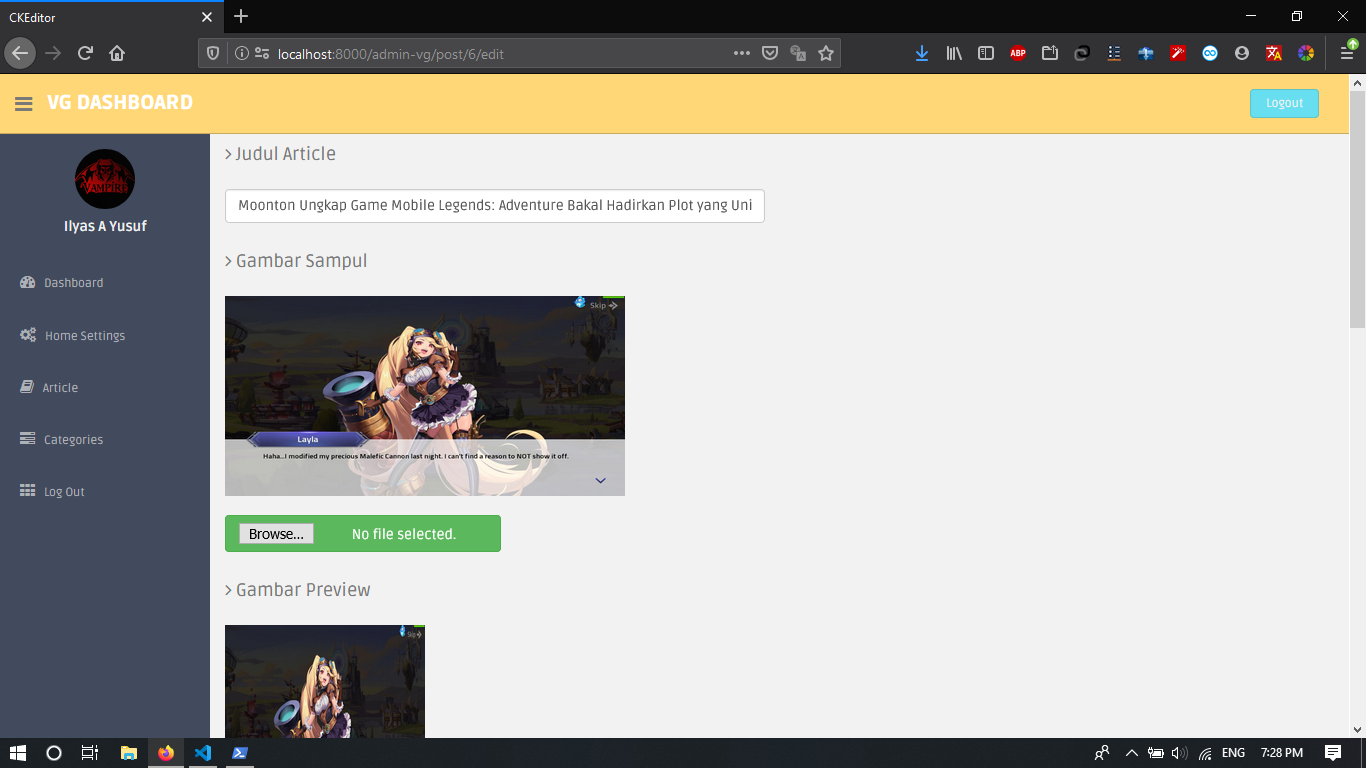 CKEditor
localhost:8000/admin-vg/post/6/edit
ABP
VG DASHBOARD
Logout
VAMPIRE
Ilyas A Yusuf
Dashboard
Home Settings
Article
Categories
Log Out
Judul Article
Moonton Ungkap Game Mobile Legends: Adventure Bakal Hadirkan Plot yang Uni
Gambar Sampul
Skip
Layla
Haha...I modified my precious Malefic Cannon last night. I can't find a reason to NOT show it off.
Browse...
No file selected.
Gambar Preview
Skip
ENG
7:28 PM